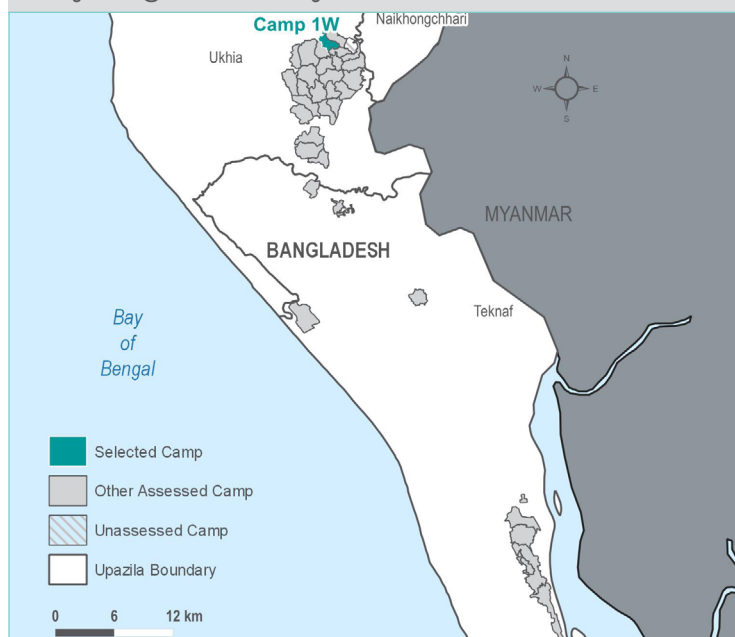 Camp 1W
Naikhongchhari
Ukhia
N
W
E
S
MYANMAR
BANGLADESH
Teknaf
Bay
of
Bengal
Selected Camp
Other Assessed Camp
Unassessed Camp
Upazila Boundary
0 6 12 km